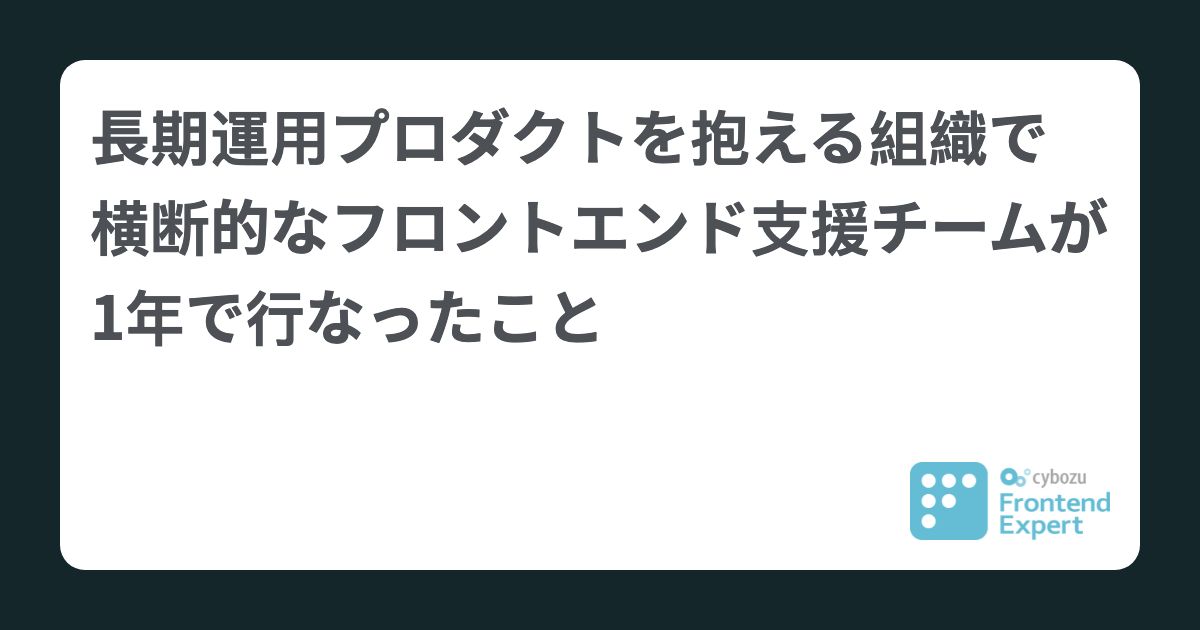 長期運用プロダクトを抱える組織で
横断的なフロントエンド支援チームが
1年で行なったこと
cybozu
Frontend
Expert